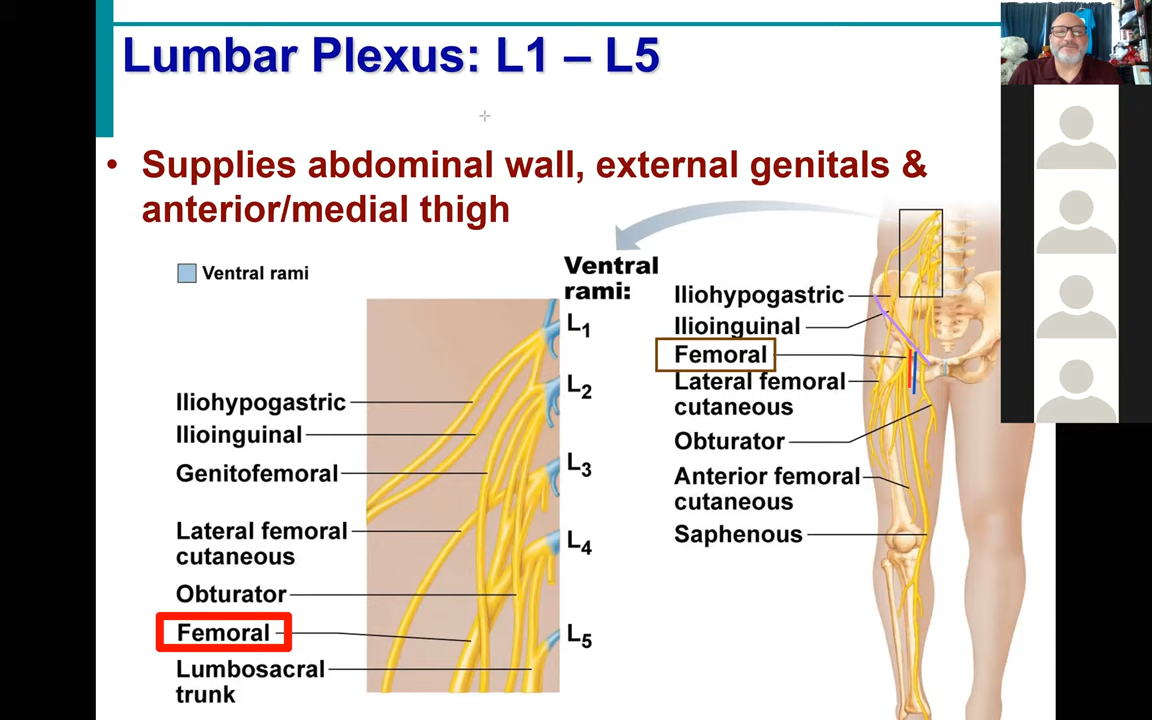 Lumbar Plexus: L1 – L5
• Supplies abdominal wall, external genitals &
anterior/medial thigh
Ventral rami
Ventral
rami:
L1
L2
L3
L4
L5
Iliohypogastric
Ilioinguinal
Genitofemoral
Lateral femoral
cutaneous
Obturator
Femoral
Lumbosacral
trunk
Iliohypogastric
Ilioinguinal
Femoral
Lateral femoral
cutaneous
Obturator
Anterior femoral
cutaneous
Saphenous